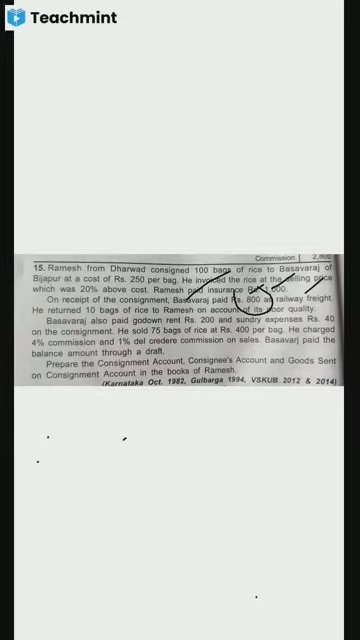 Teachmint
Commission 2,800
15. Ramesh from Dharwad consigned 100 bags of rice to Basavaraj of
Bijapur at a cost of Rs. 250 per bag. He invoiced the rice at the selling price
which was 20% above cost. Ramesh paid insurance Rs. 1,000.
On receipt of the consignment, Basavaraj paid Rs. 800 as railway freight.
He returned 10 bags of rice to Ramesh on account of its poor quality.
Basavaraj also paid godown rent Rs. 200 and sundry expenses Rs. 40
on the consignment. He sold 75 bags of rice at Rs. 400 per bag. He charged
4% commission and 1% del credere commission on sales. Basavarj paid the
balance amount through a draft.
Prepare the Consignment Account, Consignee's Account and Goods Sent
on Consignment Account in the books of Ramesh.
(Karnataka Oct. 1982, Gulbarga 1994, VSKUB 2012 & 2014)